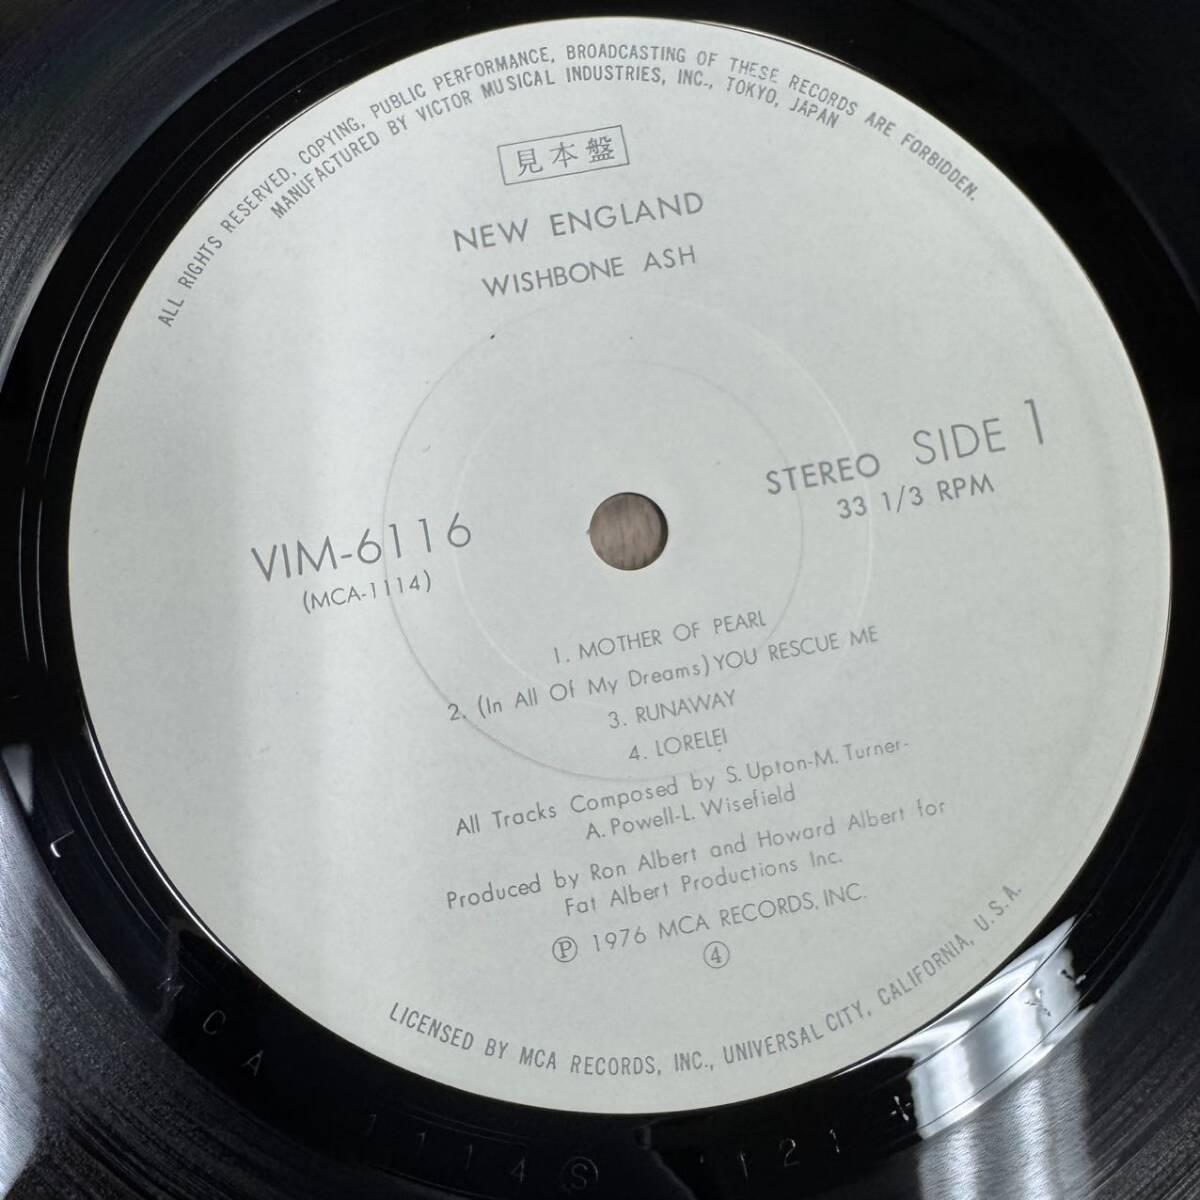 ALL RIGHTS RESERVED, COPYING, PUBLIC PERFORMANCE, BROADCASTING OF THESE RECORDS ARE FORBIDDEN.
MANUFACTURED BY VICTOR MUSICAL INDUSTRIES, INC., TOKYO, JAPAN
見本盤
NEW ENGLAND
WISHBONE ASH
STEREO SIDE 1
33 1/3 RPM
VIM-6116
(MCA-1114)
1. MOTHER OF PEARL
2. (In All Of My Dreams) YOU RESCUE ME
3. RUNAWAY
4. LORELEI
All Tracks Composed by S. Upton-M. Turner-
A. Powell-L. Wisefield
Produced by Ron Albert and Howard Albert for
Fat Albert Productions Inc.
Ⓟ 1976 MCA RECORDS, INC.
④
LICENSED BY MCA RECORDS, INC., UNIVERSAL CITY, CALIFORNIA, U.S.A.
CA 1114 Ⓢ 121